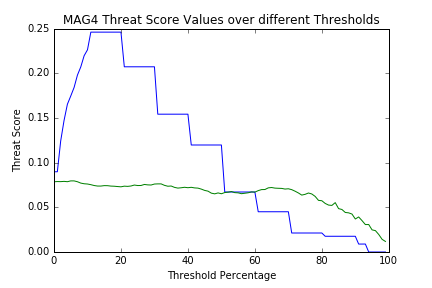 MAG4 Threat Score Values over different Thresholds
0.25
0.20
0.15
0.10
0.05
0.00
Threat Score
0 20 40 60 80 100
Threshold Percentage